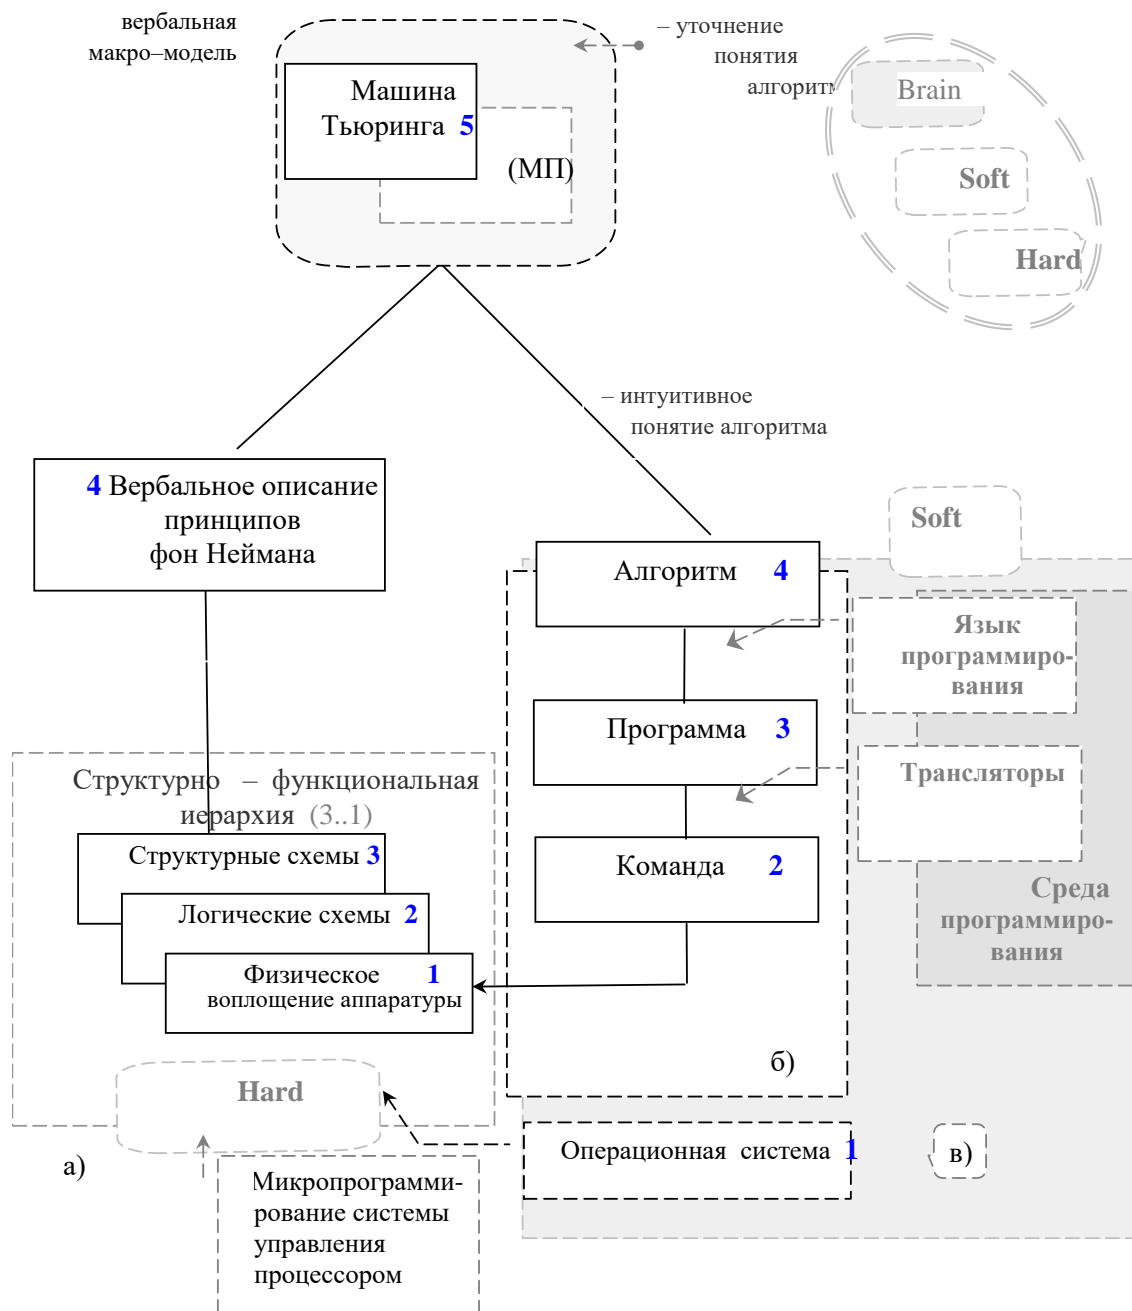 вербальная
макро–модель
– уточнение
понятия
алгоритм
Машина
Тьюринга 5
(МП)
Brain
Soft
Hard
– интуитивное
понятие алгоритма
4 Вербальное описание
принципов
фон Неймана
Soft
Алгоритм 4
Язык
программиро-
вания
Программа 3
Трансляторы
Структурно – функциональная
иерархия (3..1)
Структурные схемы 3
Логические схемы 2
Физическое 1
воплощение аппаратуры
Команда 2
Среда
программиро-
вания
б)
Hard
а)
Операционная система 1
в)
Микропрограмми-
рование системы
управления
процессором